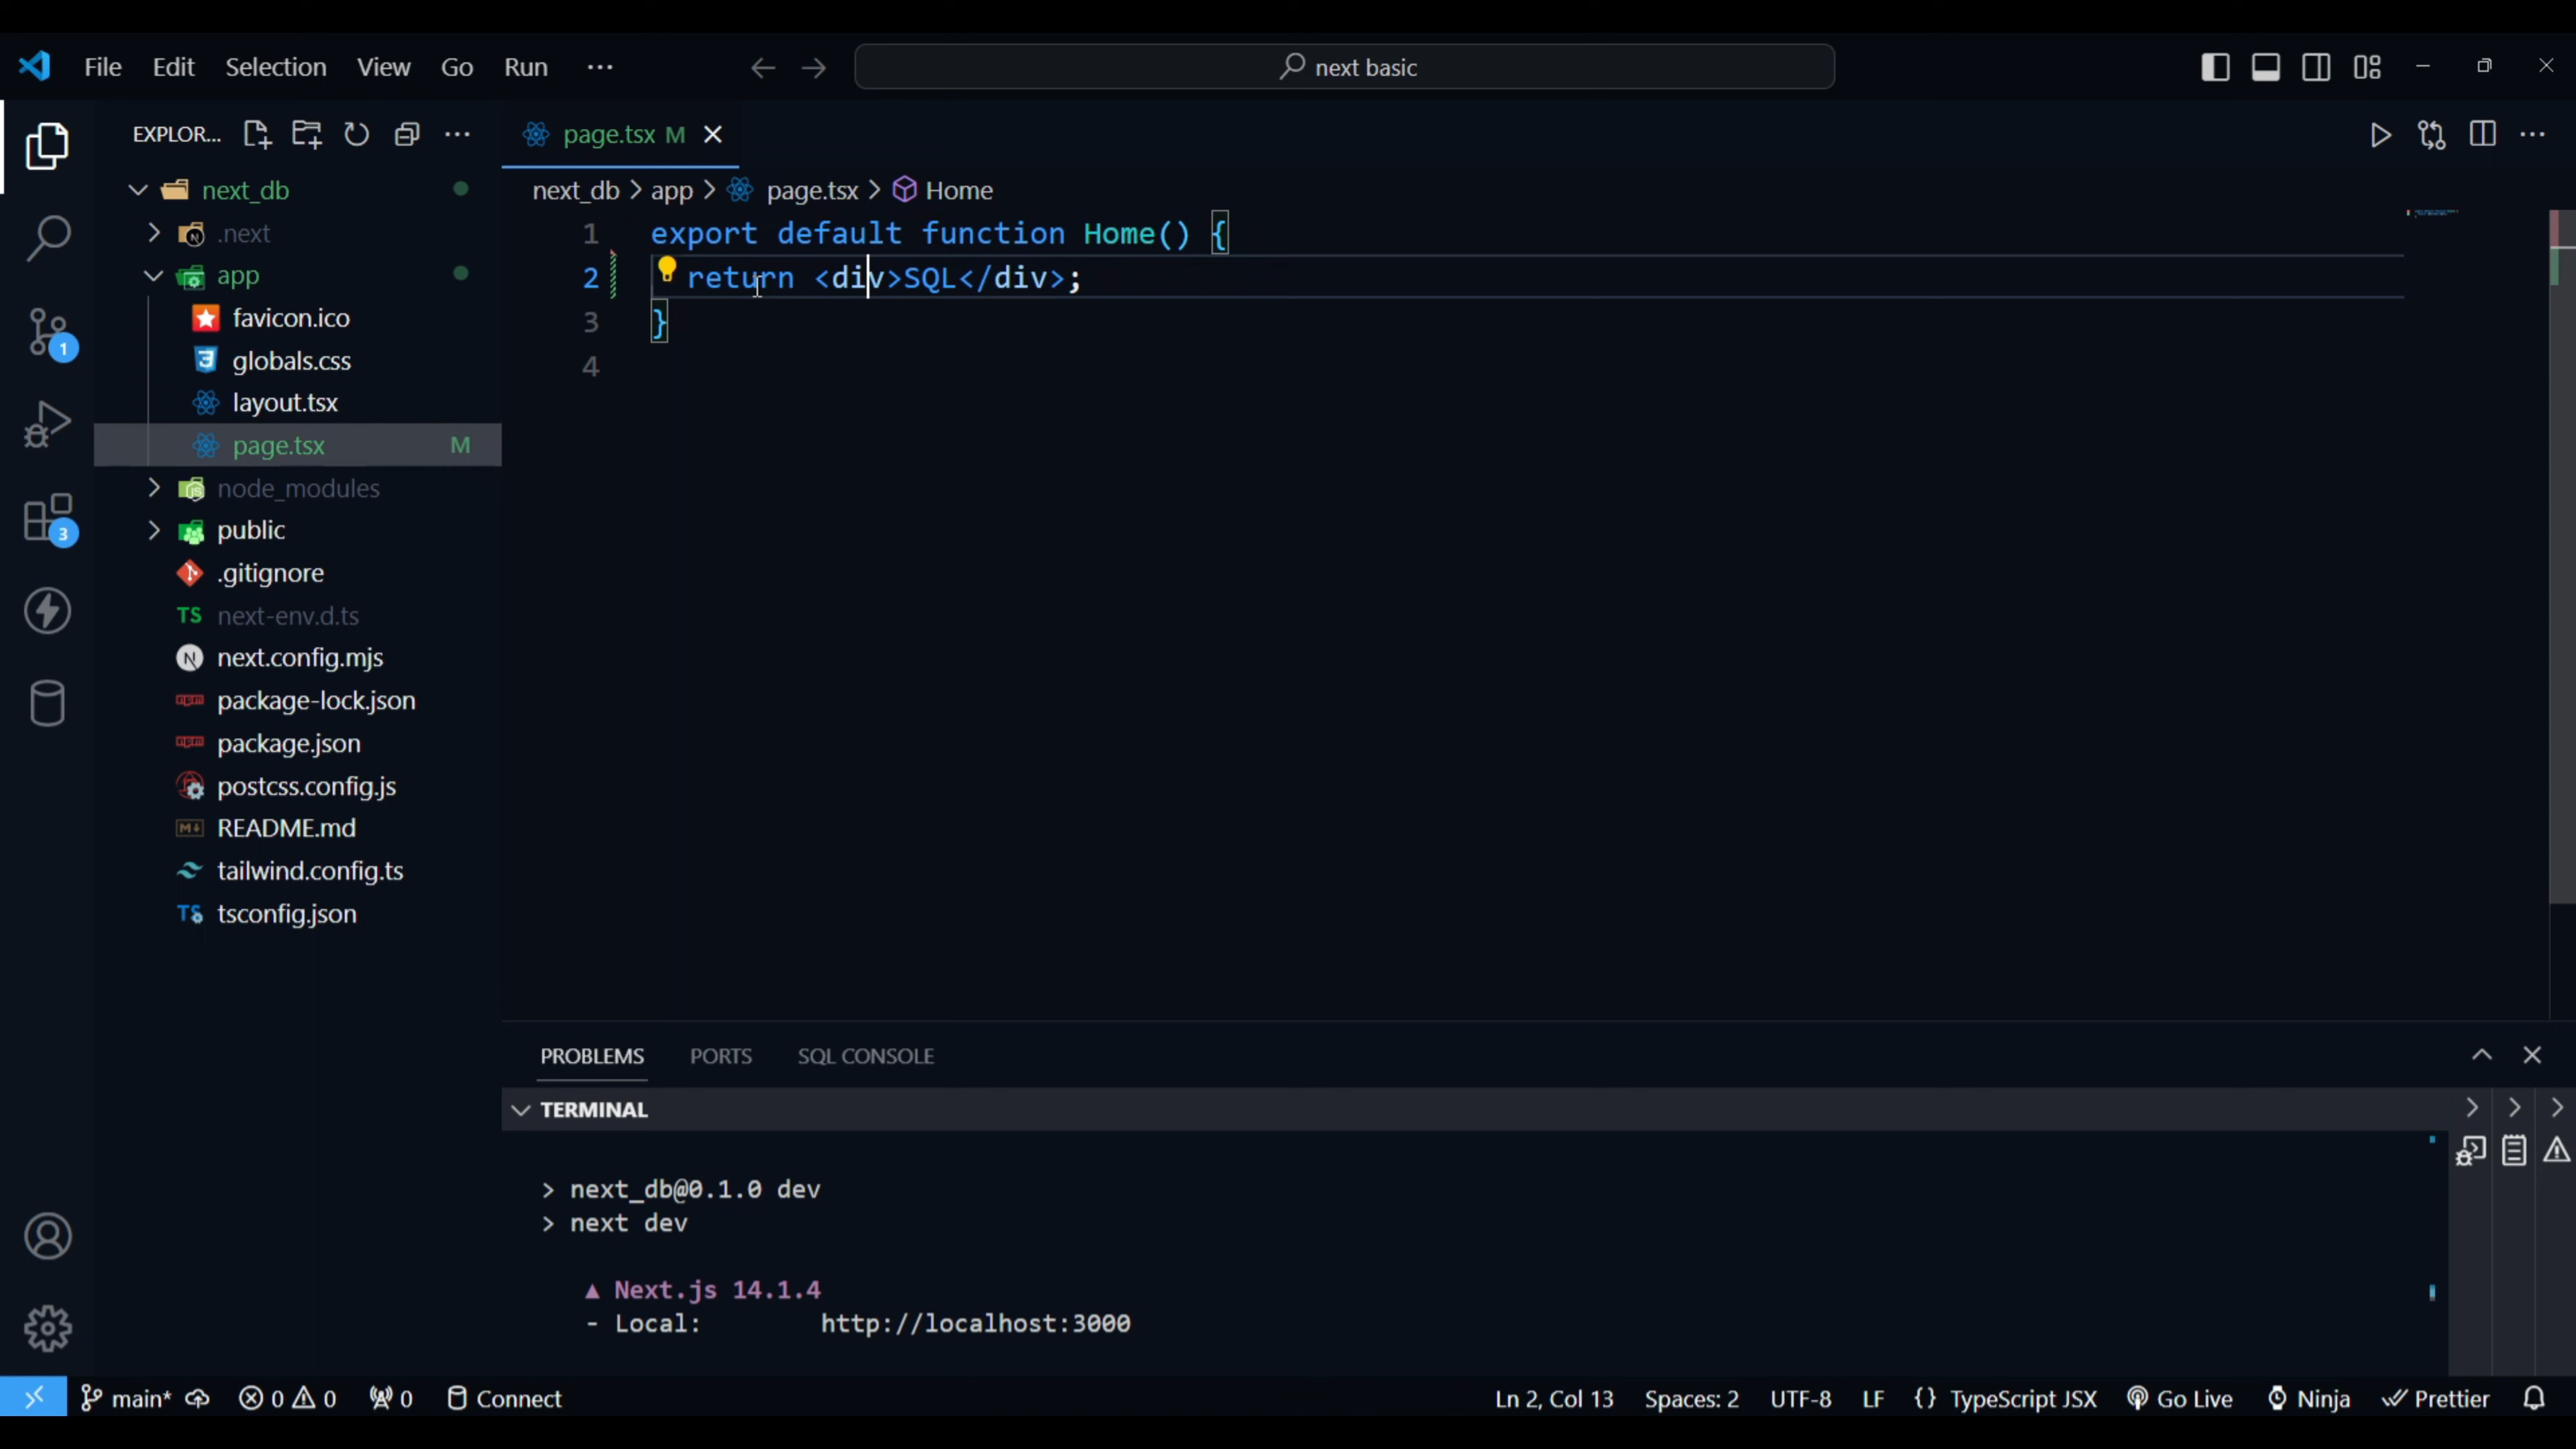 File Edit Selection View Go Run ···
next basic
EXPLOR...
page.tsx M
next_db > app > page.tsx > Home
next_db
.next
app
favicon.ico
globals.css
layout.tsx
page.tsx M
node_modules
public
.gitignore
TS next-env.d.ts
next.config.mjs
package-lock.json
package.json
postcss.config.js
README.md
tailwind.config.ts
TS tsconfig.json
1
3
1 export default function Home() {
2 return <div>SQL</div>;
3 }
4
PROBLEMS PORTS SQL CONSOLE
TERMINAL
> next_db@0.1.0 dev
> next dev
▲ Next.js 14.1.4
- Local: http://localhost:3000
main* 0 0 0 Connect
Ln 2, Col 13 Spaces: 2 UTF-8 LF {} TypeScript JSX Go Live Ninja Prettier